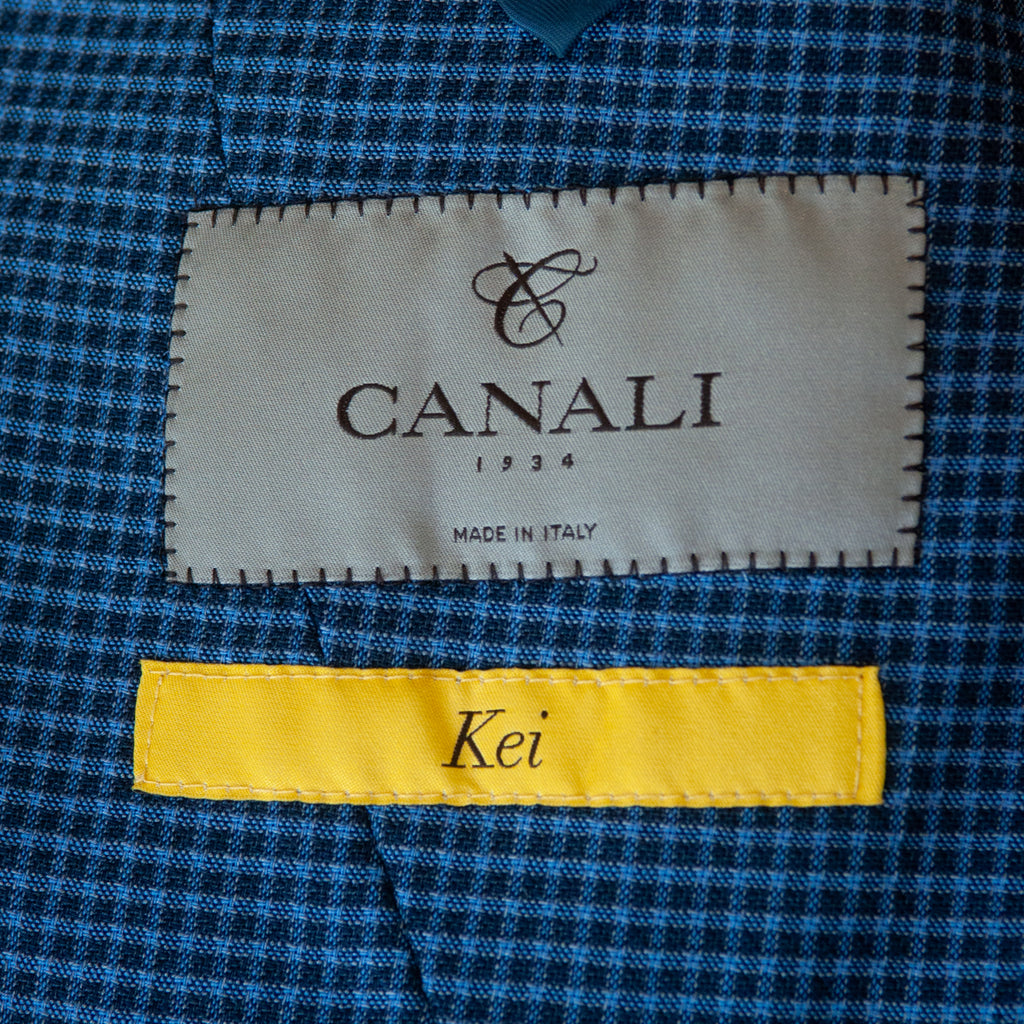 CANALI
1934
MADE IN ITALY
Kei